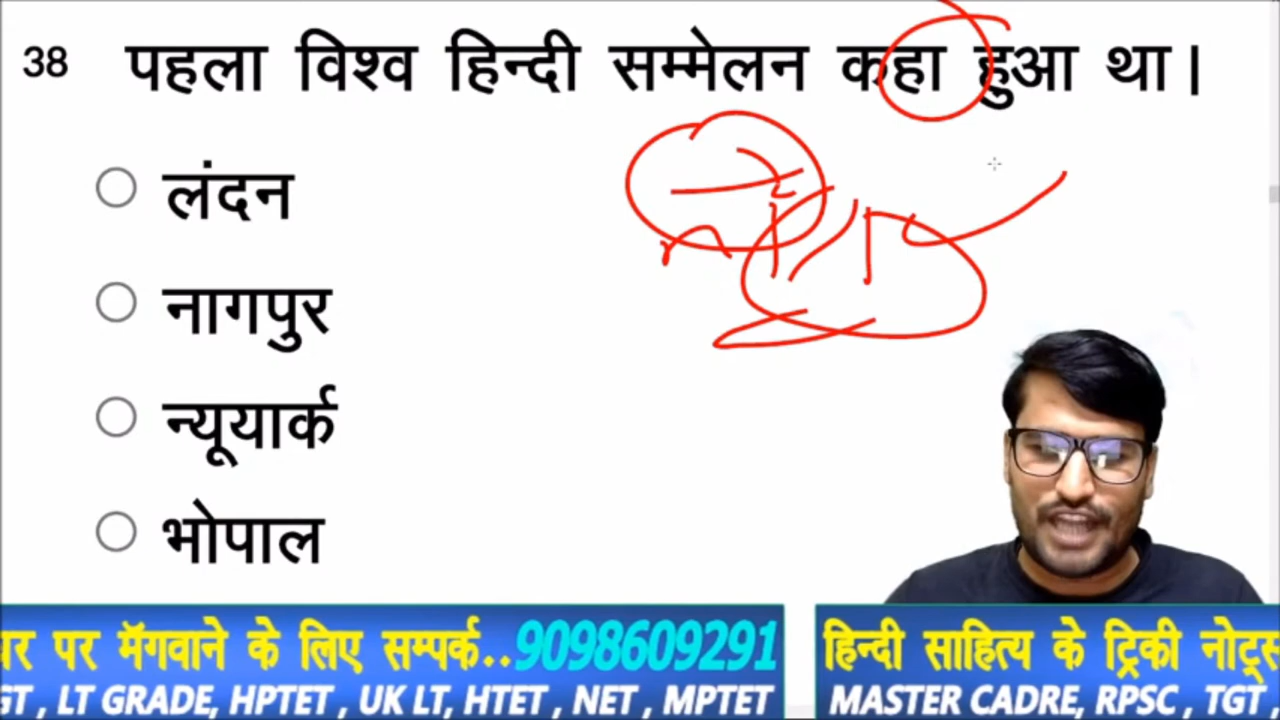 38 पहला विश्व हिन्दी सम्मेलन कहा हुआ था।
लंदन
नागपुर
न्यूयार्क
भोपाल
पर मॅगवाने के लिए सम्पर्क..9098609291
हिन्दी साहित्य के ट्रिकी नोट्स
, LT GRADE, HPTET , UK LT, HTET , NET , MPTET
MASTER CADRE, RPSC , TGT ,